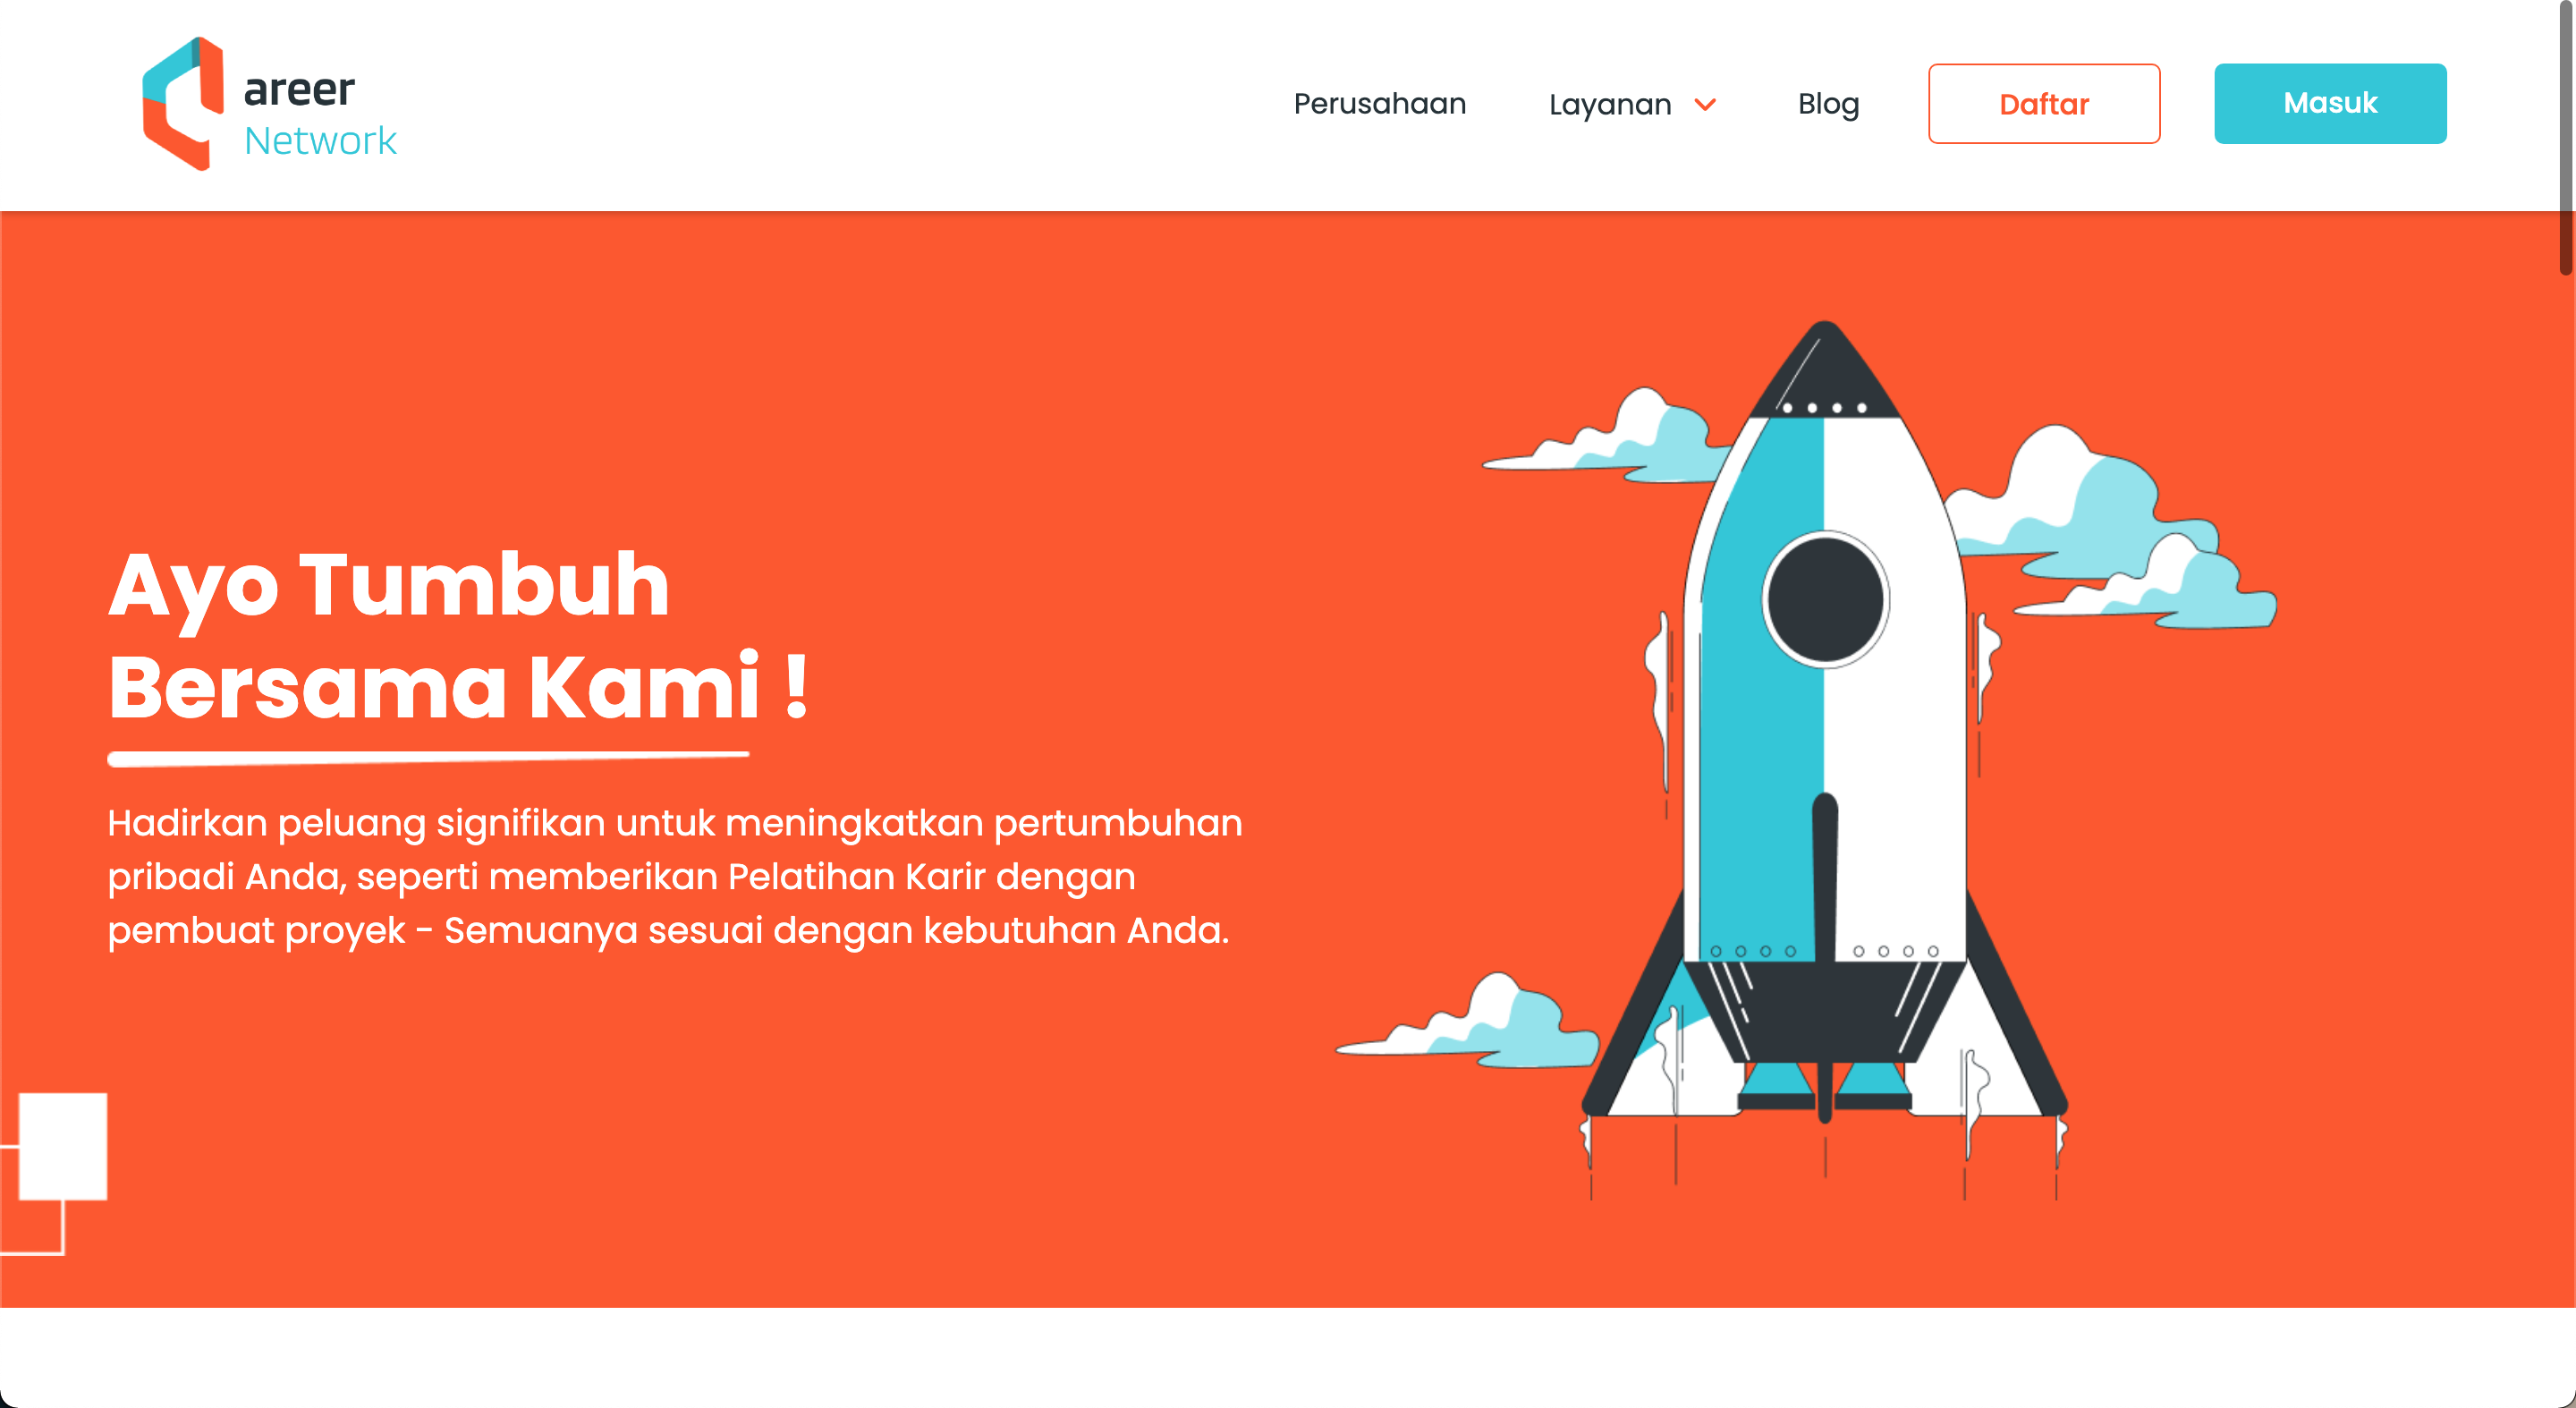 areer
Network
Perusahaan
Layanan
Blog
Daftar
Masuk
Ayo Tumbuh
Bersama Kami !
Hadirkan peluang signifikan untuk meningkatkan pertumbuhan
pribadi Anda, seperti memberikan Pelatihan Karir dengan
pembuat proyek - Semuanya sesuai dengan kebutuhan Anda.